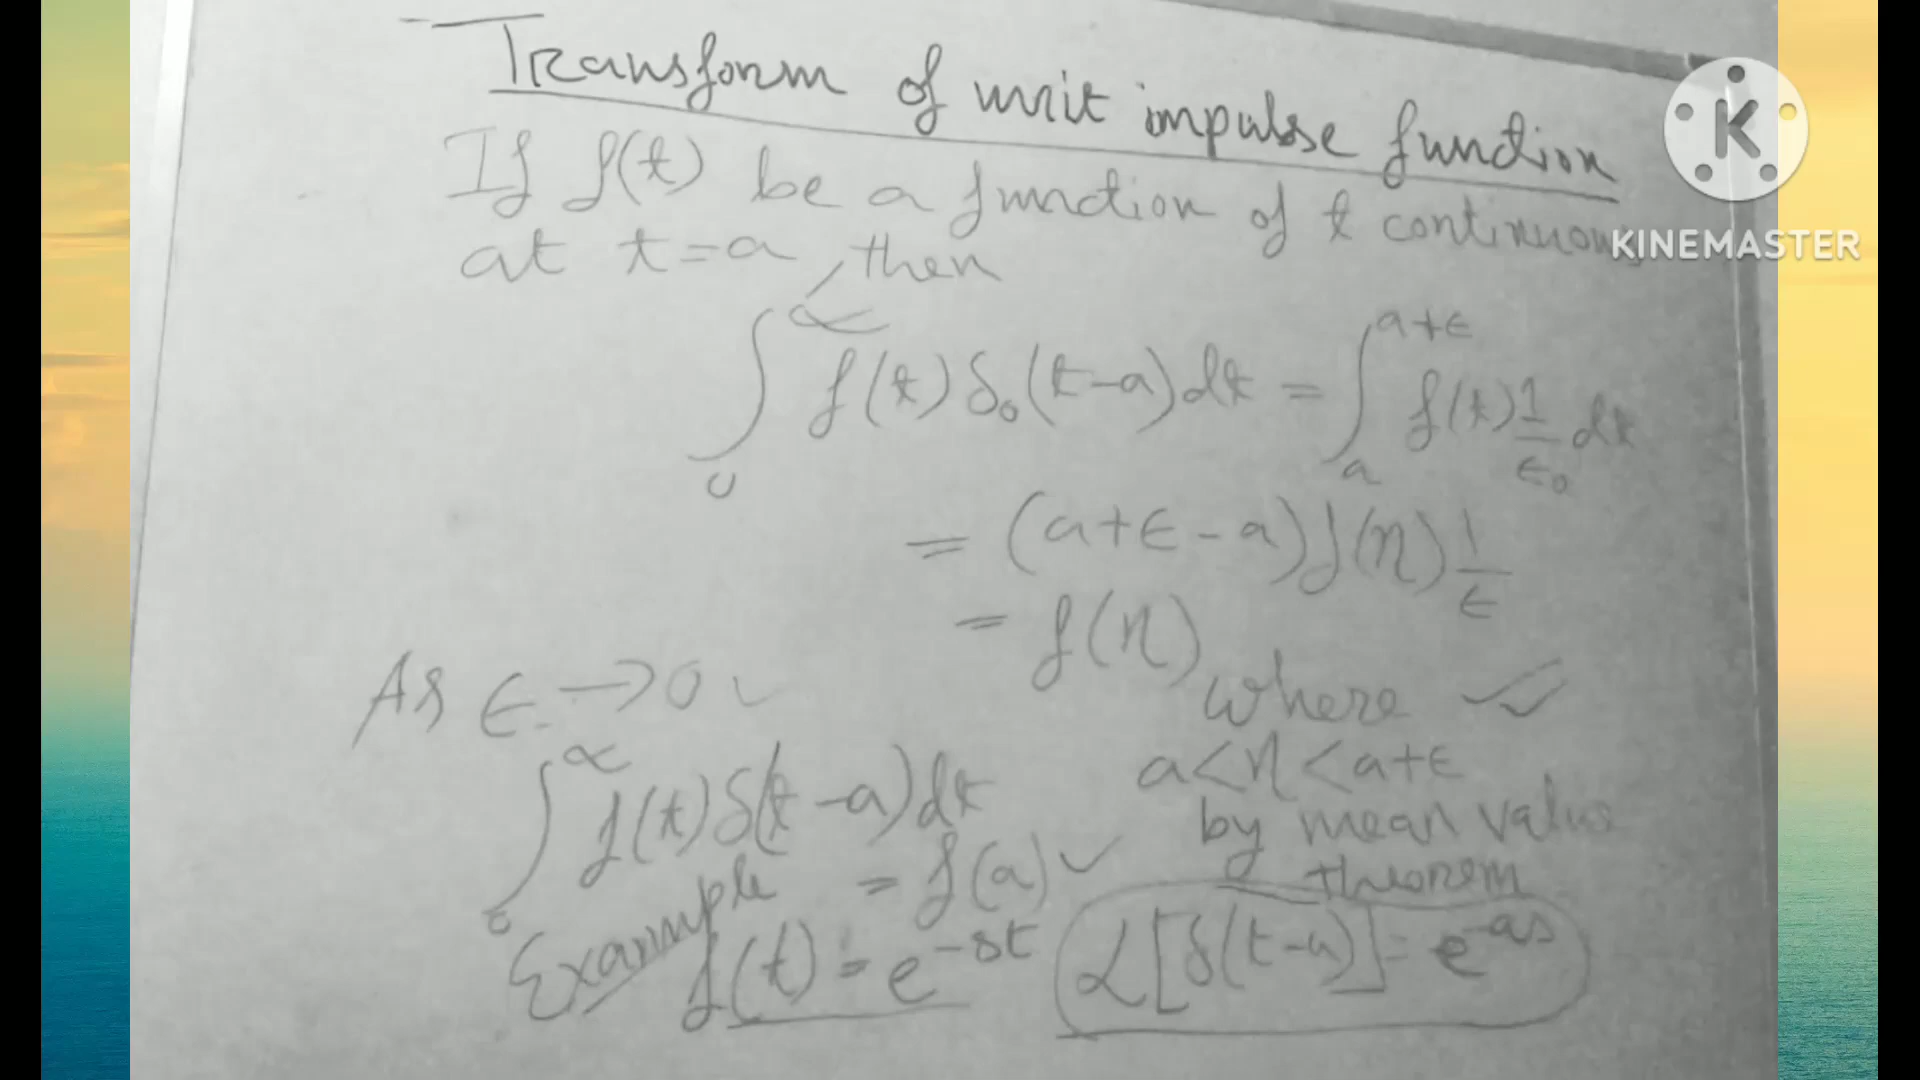 Transform of unit impulse function
If f(t) be a function of t continuous
at t=a, then
∫₀^∝ f(t) δ₀(t-a)dt = ∫ₐ^(a+ϵ) f(t) 1/ϵ₀ dt
= (a+ϵ-a) f(η) 1/ϵ
= f(η)
where
As ϵ → 0
a<η<a+ϵ
by mean value
theorem
∫₀^∝ f(t) δ(t-a)dt
= f(a)
Example f(t) = e^(-st)
L[δ(t-a)] = e^(-as)
K
KINEMASTER